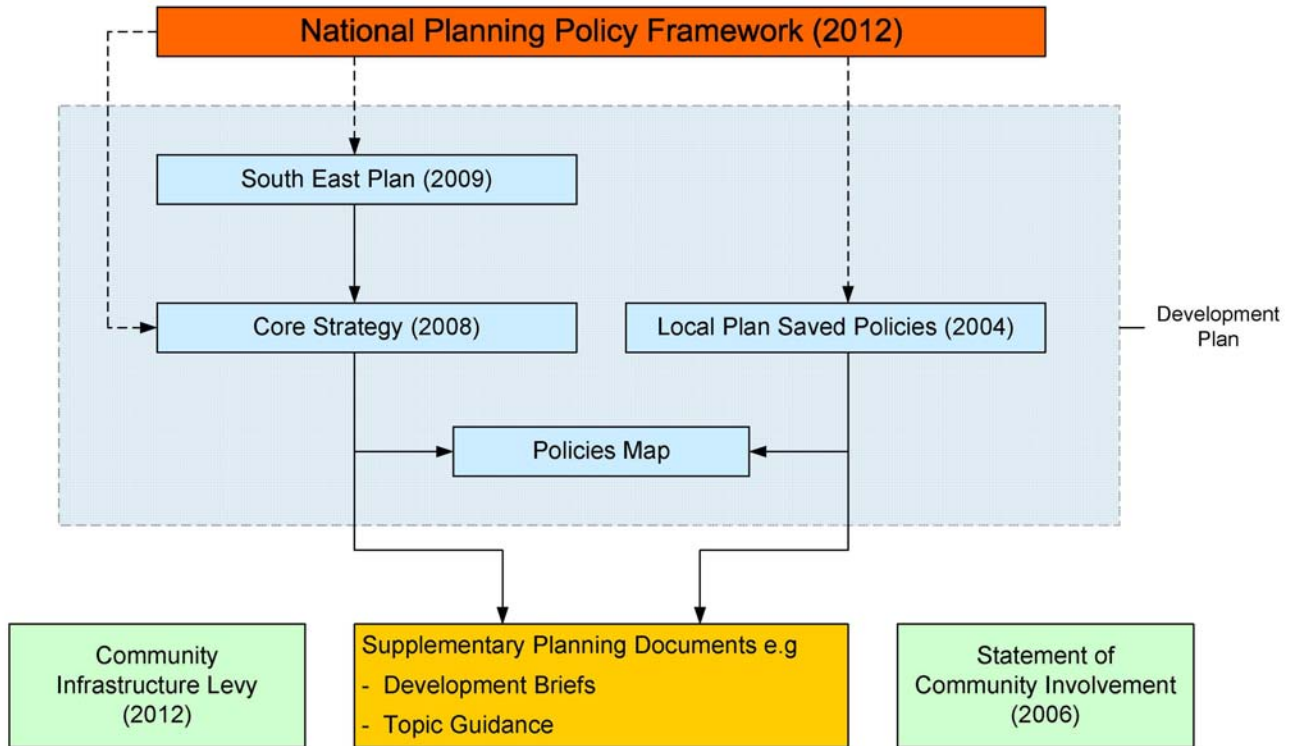 National Planning Policy Framework (2012)
South East Plan (2009)
Core Strategy (2008)
Local Plan Saved Policies (2004)
Development
Plan
Policies Map
Community
Infrastructure Levy
(2012)
Supplementary Planning Documents e.g
- Development Briefs
- Topic Guidance
Statement of
Community Involvement
(2006)